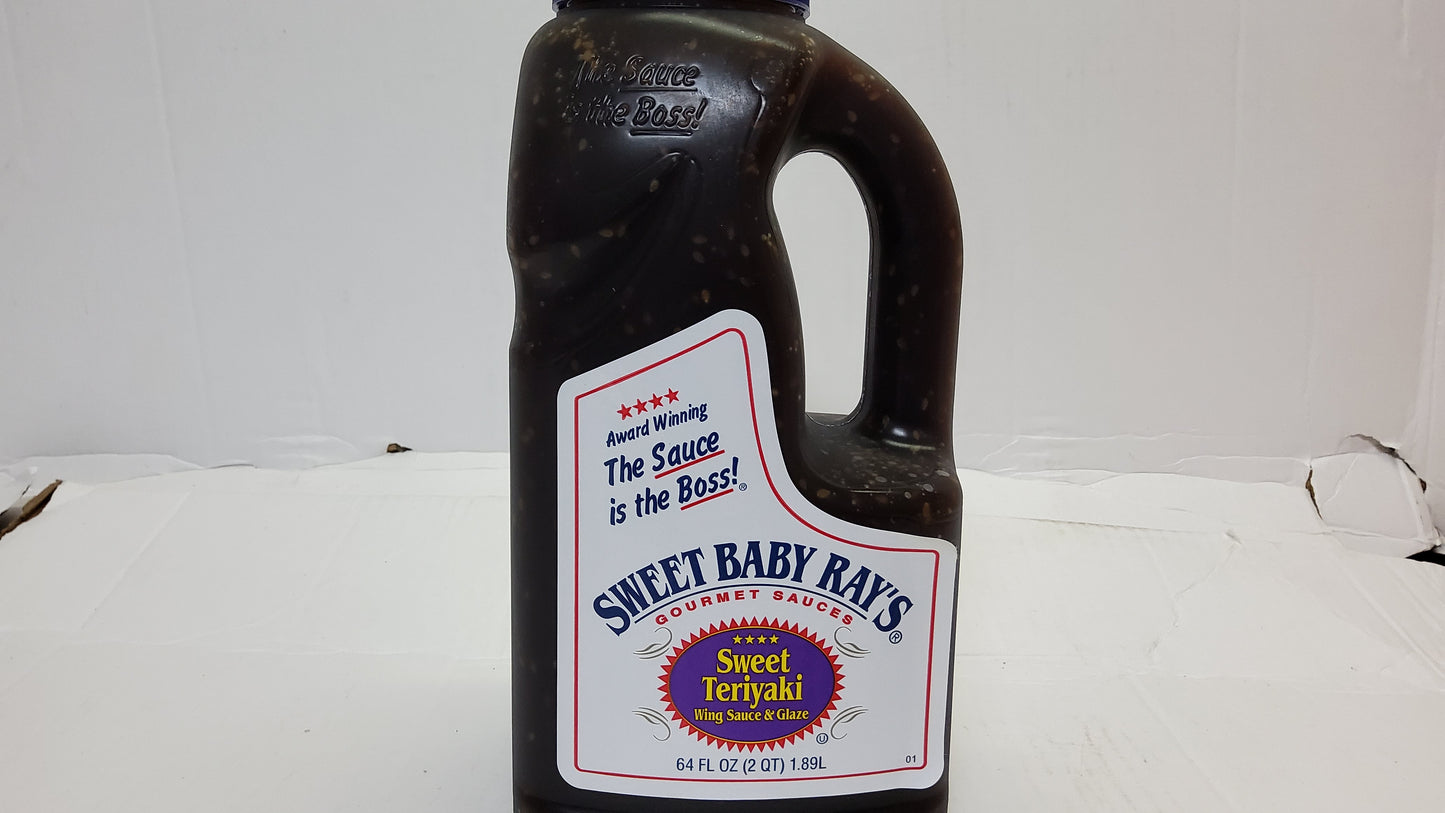 The Sauce
is the Boss!
★★★★
Award Winning
The Sauce
is the Boss!®
SWEET BABY RAY'S®
GOURMET SAUCES
★★★★
Sweet
Teriyaki
Wing Sauce & Glaze
U
64 FL OZ (2 QT) 1.89L
01